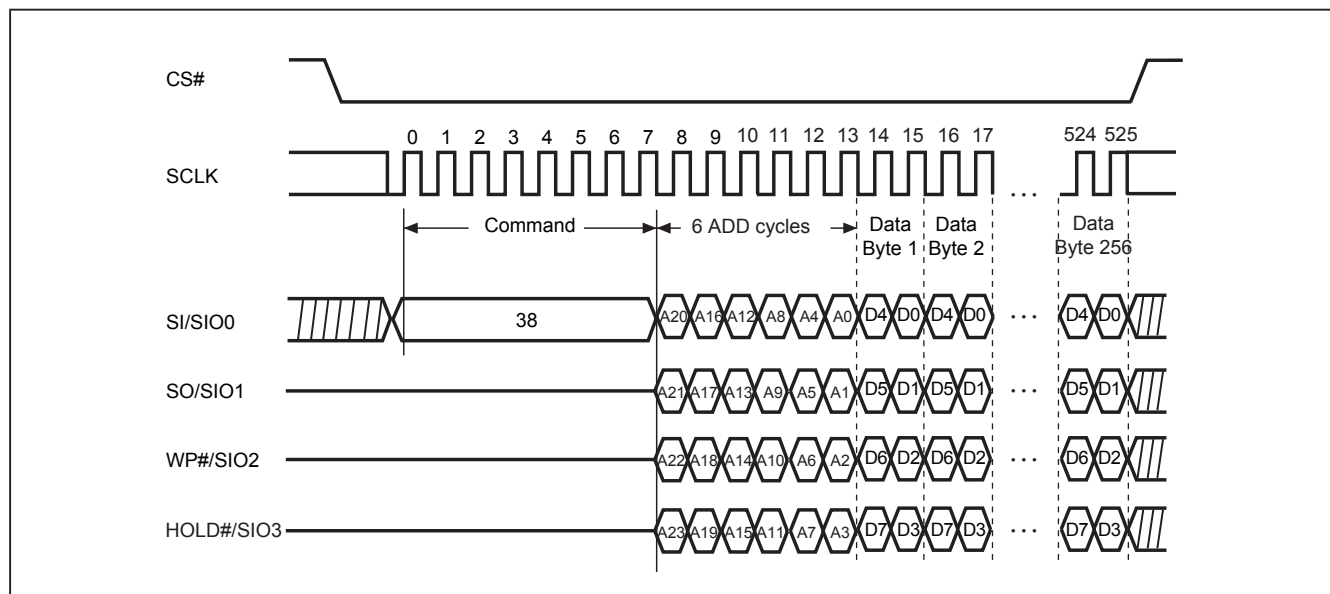 CS#
0 1 2 3 4 5 6 7 8 9 10 11 12 13 14 15 16 17 524 525
SCLK
...
Command 6 ADD cycles Data Byte 1 Data Byte 2 Data Byte 256
SI/SIO0 38 A20 A16 A12 A8 A4 A0 D4 D0 D4 D0 ... D4 D0
SO/SIO1 A21 A17 A13 A9 A5 A1 D5 D1 D5 D1 ... D5 D1
WP#/SIO2 A22 A18 A14 A10 A6 A2 D6 D2 D6 D2 ... D6 D2
HOLD#/SIO3 A23 A19 A15 A11 A7 A3 D7 D3 D7 D3 ... D7 D3